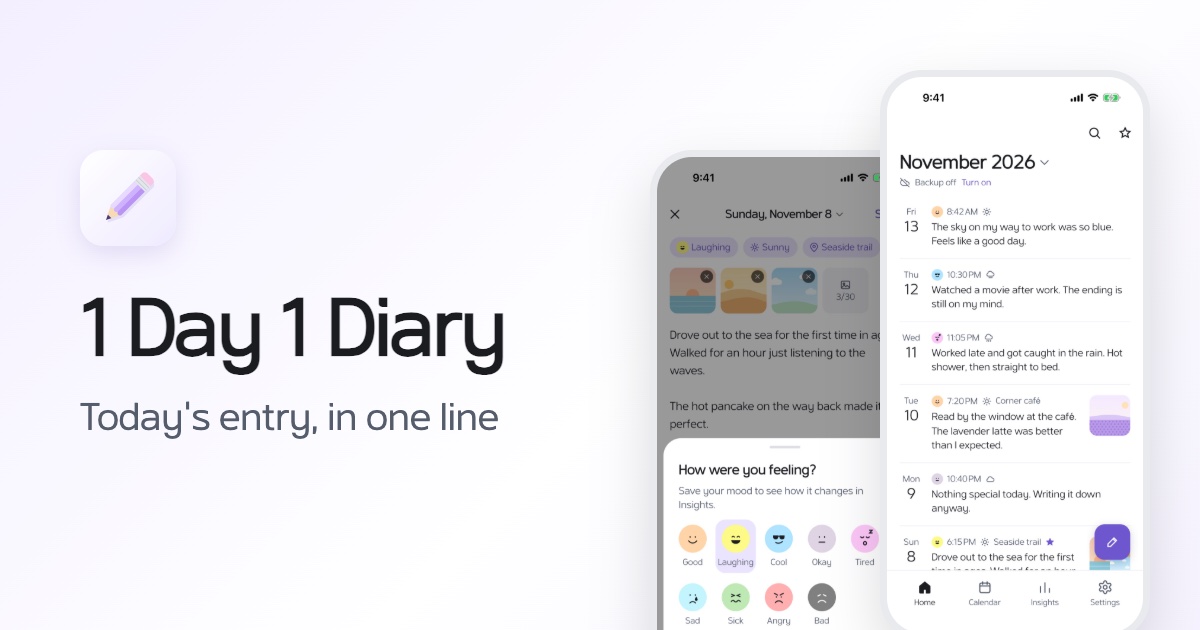 1 Day 1 Diary
Today's entry, in one line
9:41
Sunday, November 8
Laughing
Sunny
Seaside trail
3/30
Drove out to the sea for the first time in
Walked for an hour just listening to the
waves.
The hot pancake on the way back made
perfect.
How were you feeling?
Save your mood to see how it changes in
Insights.
Good
Laughing
Cool
Okay
Tired
Sad
Sick
Angry
Bad
9:41
November 2026
Backup off Turn on
Fri
13
8:42 AM
The sky on my way to work was so blue.
Feels like a good day.
Thu
12
10:30 PM
Watched a movie after work. The ending is
still on my mind.
Wed
11
11:05 PM
Worked late and got caught in the rain. Hot
shower, then straight to bed.
Tue
10
7:20 PM Corner café
Read by the window at the café.
The lavender latte was better
than I expected.
Mon
9
10:40 PM
Nothing special today. Writing it down
anyway.
Sun
8
6:15 PM Seaside trail
Drove out to the sea for the first
Home
Calendar
Insights
Settings